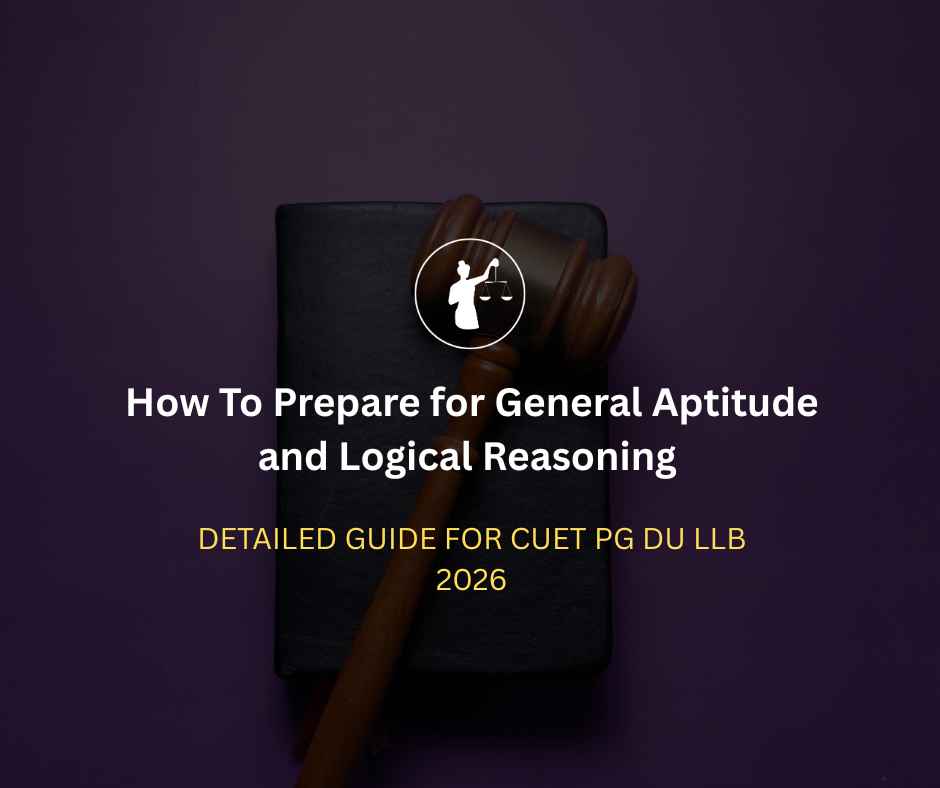 How To Prepare for General Aptitude
and Logical Reasoning
DETAILED GUIDE FOR CUET PG DU LLB
2026